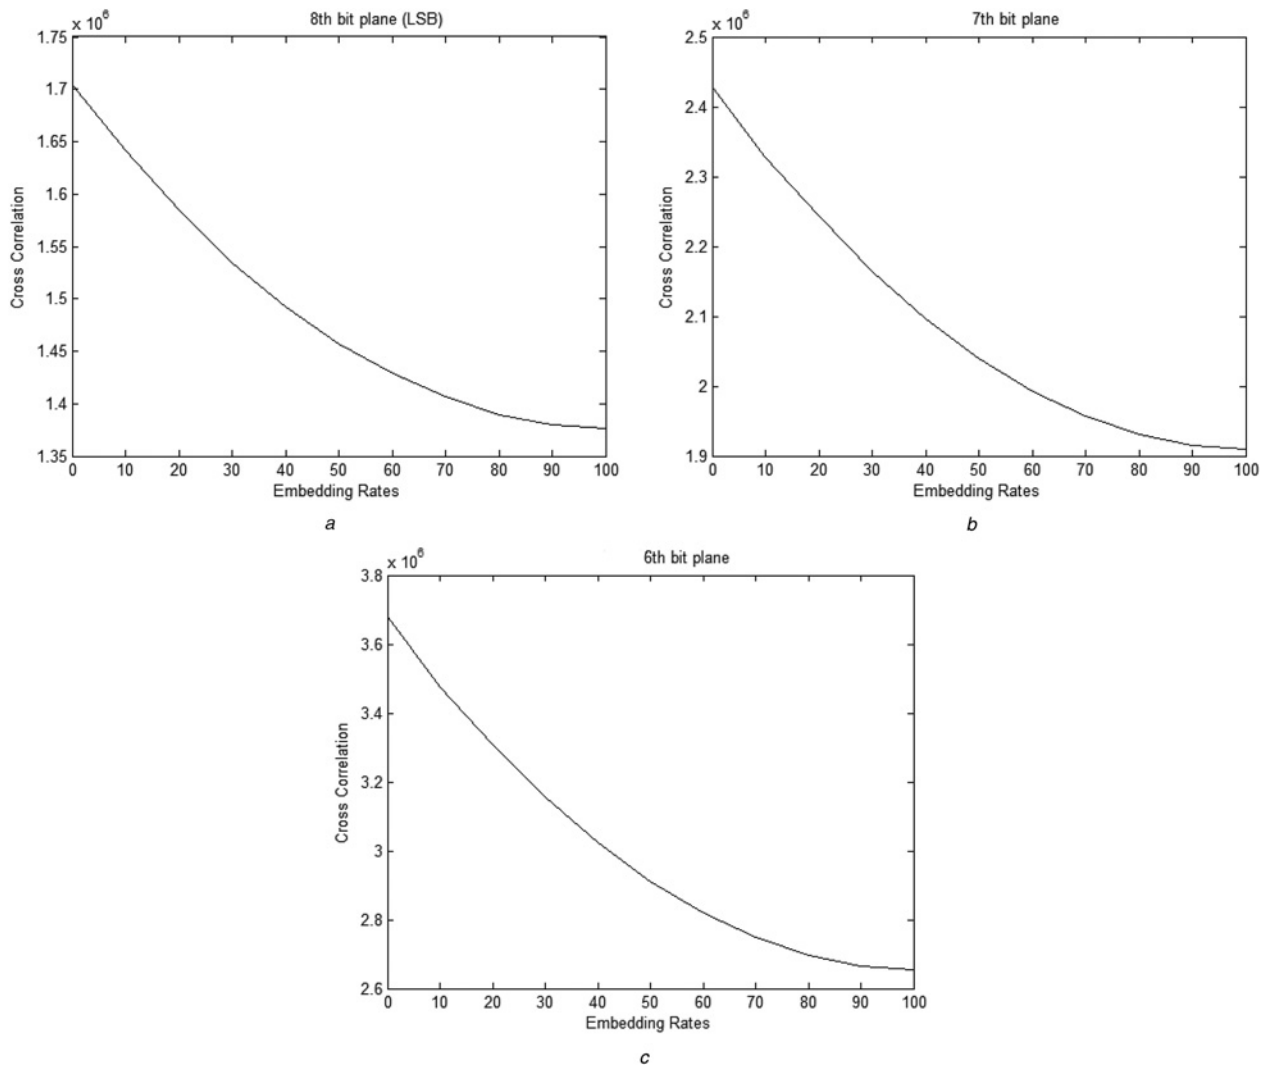 8th bit plane (LSB)
x 10^6
1.75
1.7
1.65
1.6
1.55
1.5
1.45
1.4
1.35
Cross Correlation
0 10 20 30 40 50 60 70 80 90 100
Embedding Rates
a
7th bit plane
x 10^6
2.5
2.4
2.3
2.2
2.1
2
1.9
Cross Correlation
0 10 20 30 40 50 60 70 80 90 100
Embedding Rates
b
6th bit plane
x 10^6
3.8
3.6
3.4
3.2
3
2.8
2.6
Cross Correlation
0 10 20 30 40 50 60 70 80 90 100
Embedding Rates
c